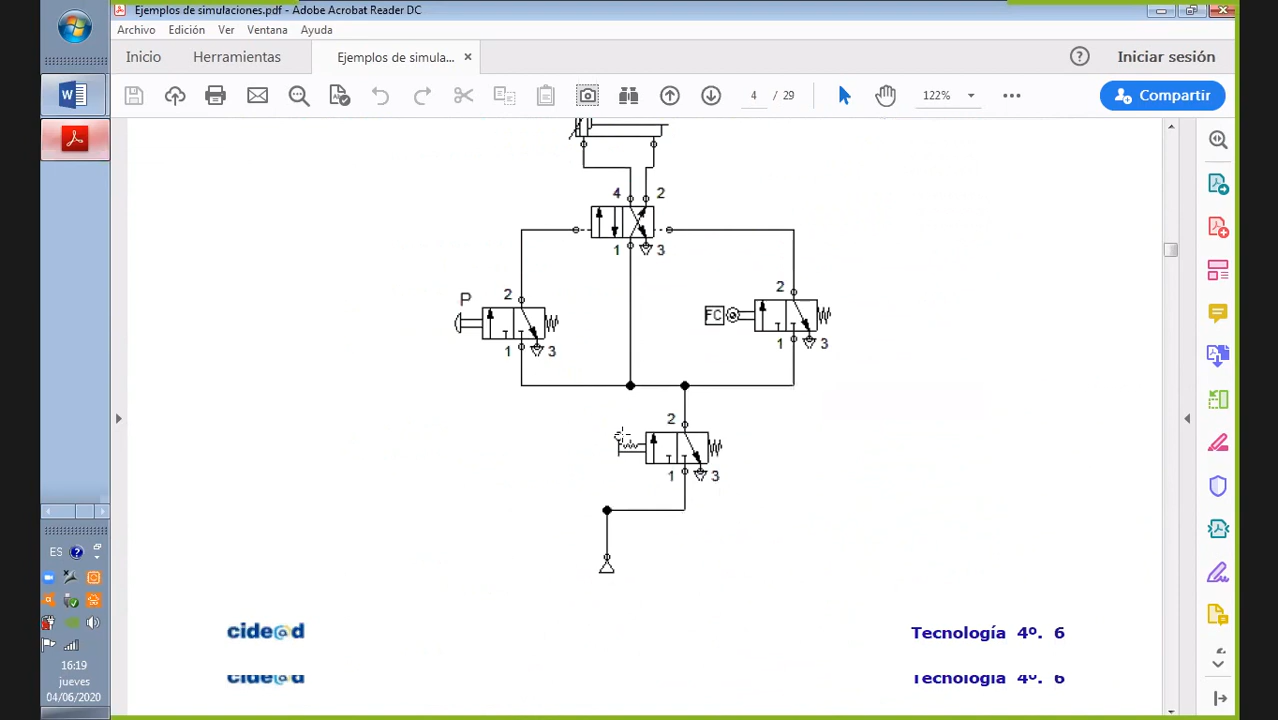 Ejemplos de simulaciones.pdf - Adobe Acrobat Reader DC
Archivo Edición Ver Ventana Ayuda
Inicio Herramientas Ejemplos de simula... × Iniciar sesión
4 / 29 122% Compartir
4 2
1 3
P 2
1 3
FC 2
1 3
2
1 3
cide@d Tecnología 4º. 6
cide@d Tecnología 4º. 6
ES
16:19
jueves
04/06/2020